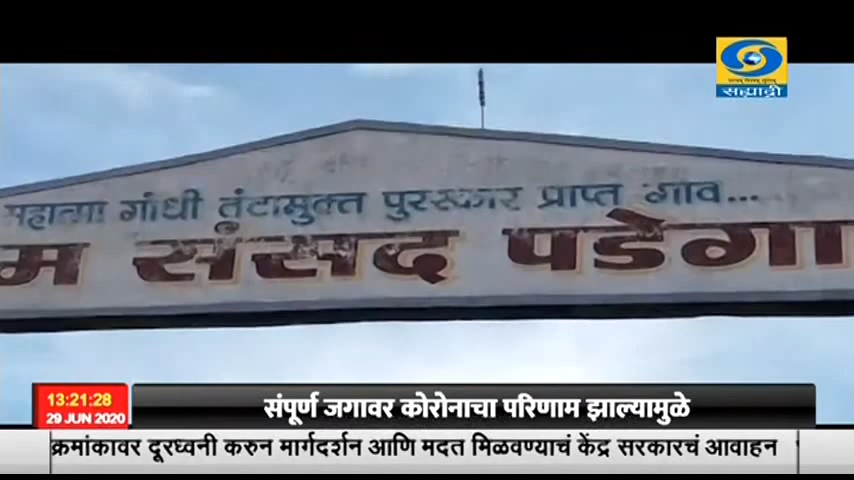 सह्याद्री
महात्मा गांधी तंटामुक्त पुरस्कार प्राप्त गाव...
म संसद पडेगा
13:21:28
29 JUN 2020
संपूर्ण जगावर कोरोनाचा परिणाम झाल्यामुळे
क्रमांकावर दूरध्वनी करुन मार्गदर्शन आणि मदत मिळवण्याचं केंद्र सरकारचं आवाहन